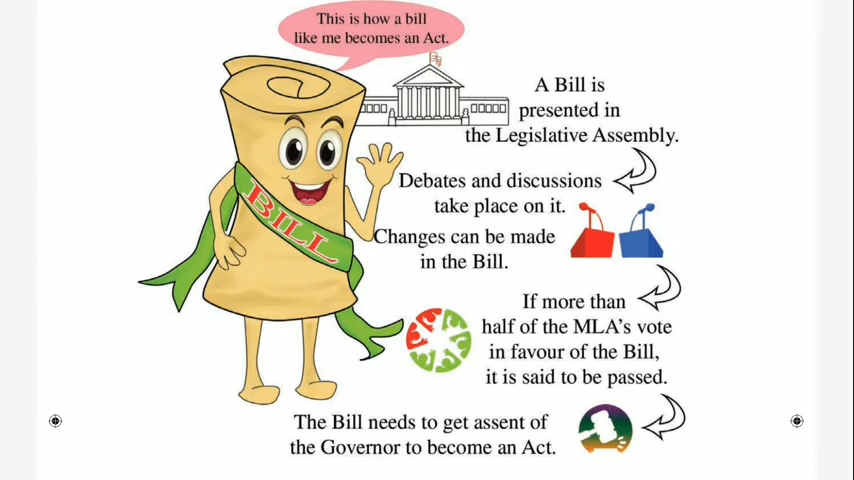 This is how a bill
like me becomes an Act.
A Bill is
presented in
the Legislative Assembly.
Debates and discussions
take place on it.
Changes can be made
in the Bill.
BILL
If more than
half of the MLA's vote
in favour of the Bill,
it is said to be passed.
The Bill needs to get assent of
the Governor to become an Act.